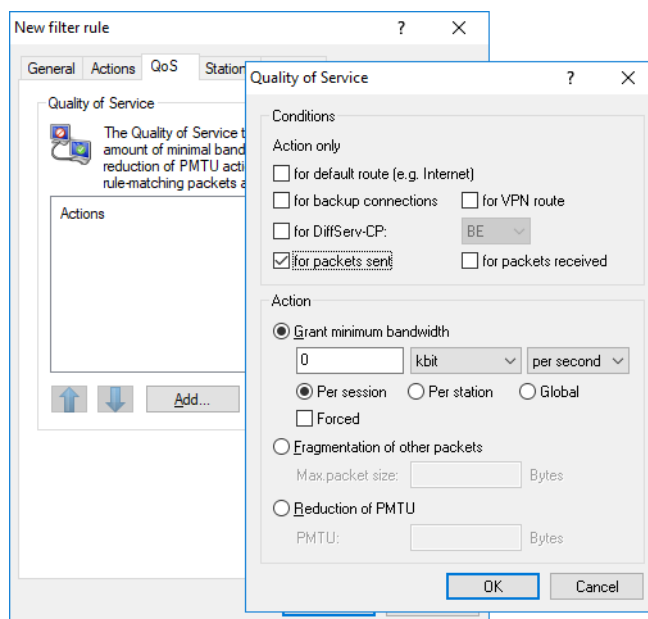 New filter rule
General Actions QoS Station
Quality of Service
The Quality of Service t
amount of minimal band
reduction of PMTU acti
rule-matching packets a
Actions
Add...
Quality of Service
Conditions
Action only
for default route (e.g. Internet)
for backup connections for VPN route
for DiffServ-CP: BE
for packets sent for packets received
Action
Grant minimum bandwidth
0 kbit per second
Per session Per station Global
Forced
Fragmentation of other packets
Max.packet size: Bytes
Reduction of PMTU
PMTU: Bytes
OK Cancel